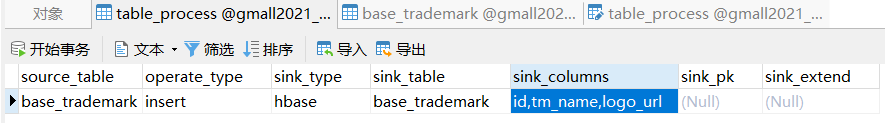 对象 table_process @gmall2021_... base_trademark @gmall202... table_process @gmall2021_...
开始事务 文本 筛选 排序 导入 导出
source_table operate_type sink_type sink_table sink_columns sink_pk sink_extend
base_trademark insert hbase base_trademark id,tm_name,logo_url (Null) (Null)